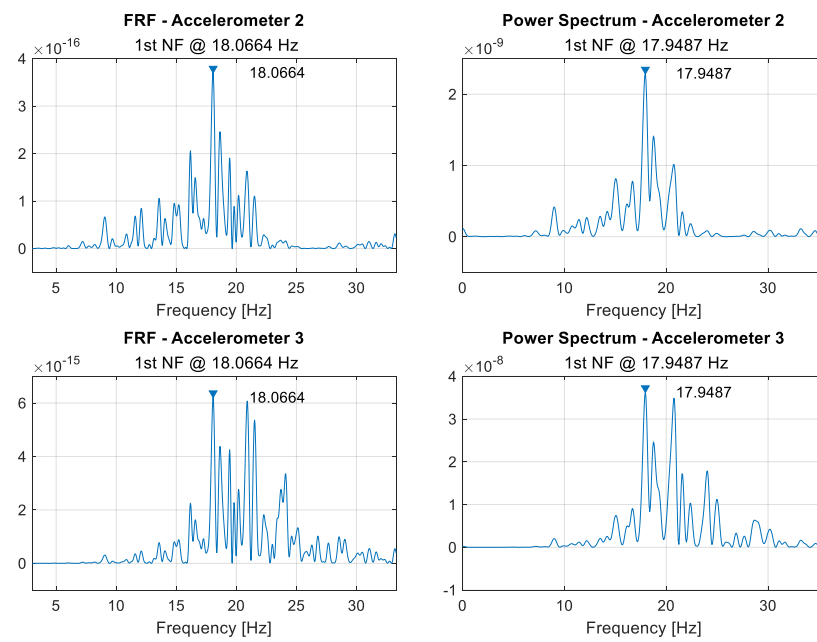 FRF - Accelerometer 2
1st NF @ 18.0664 Hz
×10-16
18.0664
4
3
2
1
0
5 10 15 20 25 30
Frequency [Hz]
Power Spectrum - Accelerometer 2
1st NF @ 17.9487 Hz
×10-9
17.9487
2
1
0
0 10 20 30
Frequency [Hz]
FRF - Accelerometer 3
1st NF @ 18.0664 Hz
×10-15
18.0664
6
4
2
0
5 10 15 20 25 30
Frequency [Hz]
Power Spectrum - Accelerometer 3
1st NF @ 17.9487 Hz
×10-8
17.9487
4
3
2
1
0
-1
0 10 20 30
Frequency [Hz]